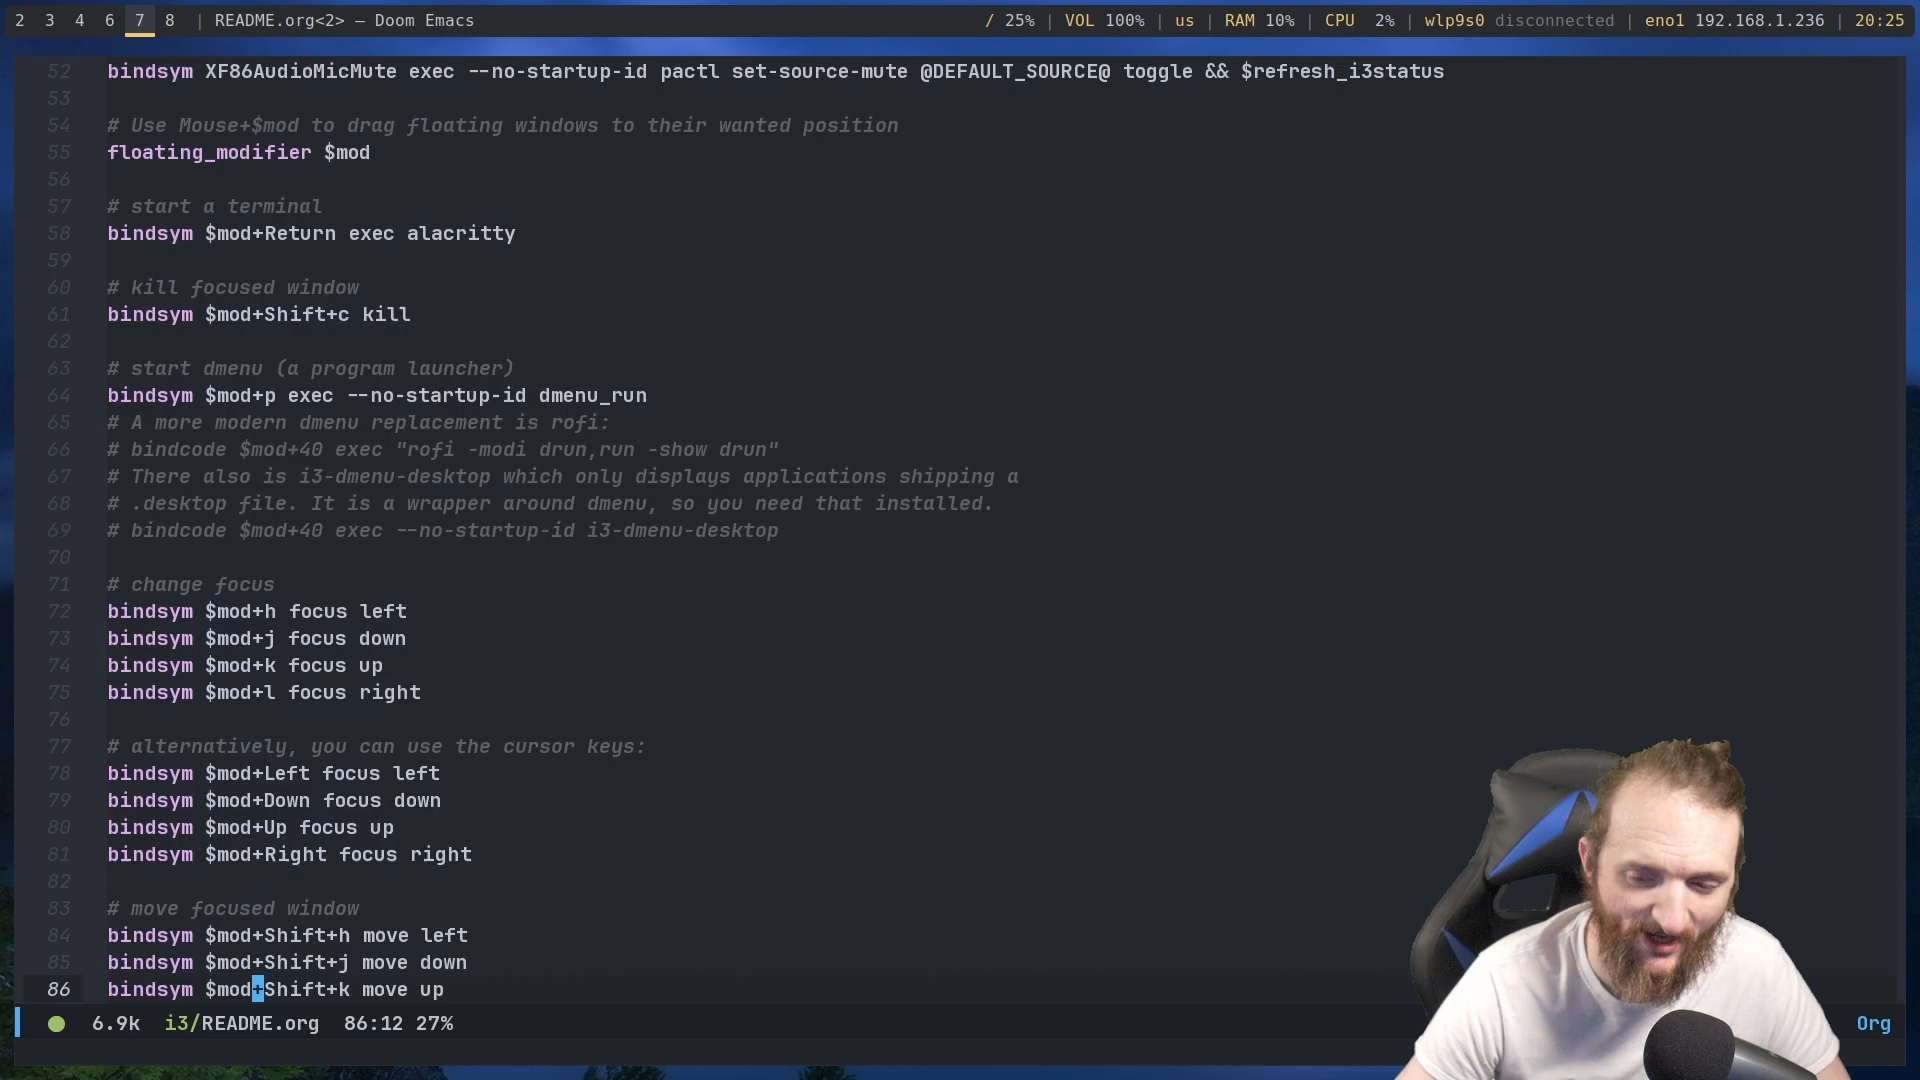 2 3 4 6 7 8 | README.org<2> — Doom Emacs / 25% | VOL 100% | us | RAM 10% | CPU 2% | wlp9s0 disconnected | eno1 192.168.1.236 | 20:25
52 bindsym XF86AudioMicMute exec --no-startup-id pactl set-source-mute @DEFAULT_SOURCE@ toggle && $refresh_i3status
53
54 # Use Mouse+$mod to drag floating windows to their wanted position
55 floating_modifier $mod
56
57 # start a terminal
58 bindsym $mod+Return exec alacritty
59
60 # kill focused window
61 bindsym $mod+Shift+c kill
62
63 # start dmenu (a program launcher)
64 bindsym $mod+p exec --no-startup-id dmenu_run
65 # A more modern dmenu replacement is rofi:
66 # bindcode $mod+40 exec "rofi -modi drun,run -show drun"
67 # There also is i3-dmenu-desktop which only displays applications shipping a
68 # .desktop file. It is a wrapper around dmenu, so you need that installed.
69 # bindcode $mod+40 exec --no-startup-id i3-dmenu-desktop
70
71 # change focus
72 bindsym $mod+h focus left
73 bindsym $mod+j focus down
74 bindsym $mod+k focus up
75 bindsym $mod+l focus right
76
77 # alternatively, you can use the cursor keys:
78 bindsym $mod+Left focus left
79 bindsym $mod+Down focus down
80 bindsym $mod+Up focus up
81 bindsym $mod+Right focus right
82
83 # move focused window
84 bindsym $mod+Shift+h move left
85 bindsym $mod+Shift+j move down
86 bindsym $mod+Shift+k move up
6.9k i3/README.org 86:12 27% Org